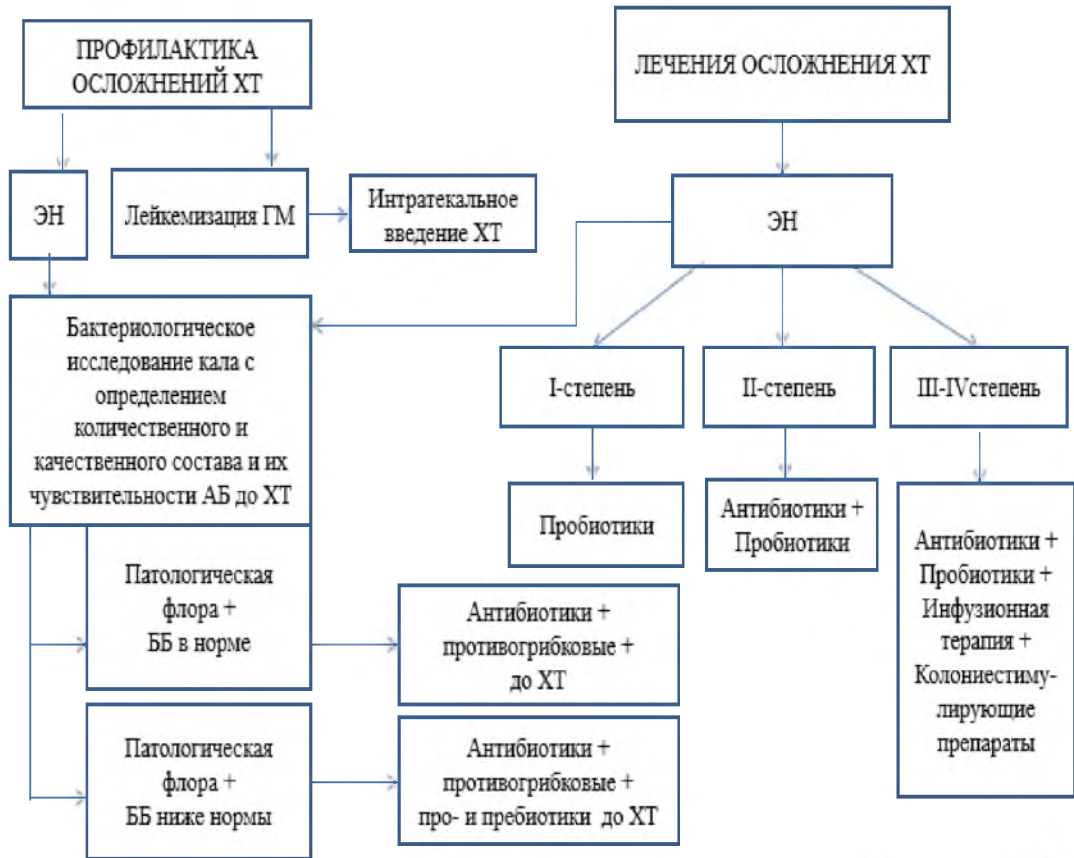 ПРОФИЛАКТИКА
ОСЛОЖНЕНИЙ ХТ
ЛЕЧЕНИЯ ОСЛОЖНЕНИЯ ХТ
ЭН
Лейкемизация ГМ
Интратекальное
введение ХТ
ЭН
Бактериологическое
исследование кала с
определением
количественного и
качественного состава и их
чувствительности АБ до ХТ
I-степень
II-степень
III-IVстепень
Пробиотики
Антибиотики +
Пробиотики
Антибиотики +
Пробиотики +
Инфузионная
терапия +
Колониестиму-
лирующие
препараты
Патологическая
флора +
ББ в норме
Антибиотики +
противогрибковые +
до ХТ
Патологическая
флора +
ББ ниже нормы
Антибиотики +
противогрибковые +
про- и пребиотики до ХТ